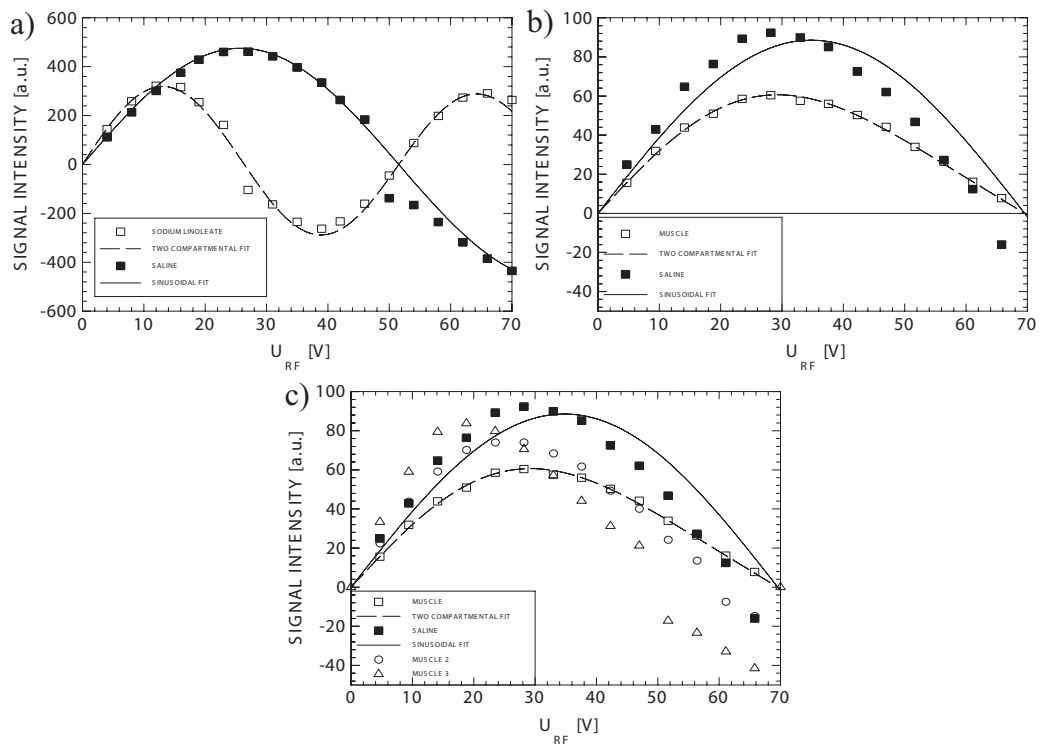 a)
SIGNAL INTENSITY [a.u.]
600
400
200
0
-200
-400
600
SODIUM LINOLEATE
TWO COMPARTMENTAL FIT
SALINE
SINUSOIDAL FIT
0 10 20 30 40 50 60 70
U RF [V]
b)
SIGNAL INTENSITY [a.u.]
100
80
60
40
20
0
-20
-40
MUSCLE
TWO COMPARTMENTAL FIT
SALINE
SINUSOIDAL FIT
0 10 20 30 40 50 60 70
U RF [V]
c)
SIGNAL INTENSITY [a.u.]
100
80
60
40
20
0
-20
-40
MUSCLE
TWO COMPARTMENTAL FIT
SALINE
SINUSOIDAL FIT
MUSCLE 2
MUSCLE 3
0 10 20 30 40 50 60 70
U RF [V]